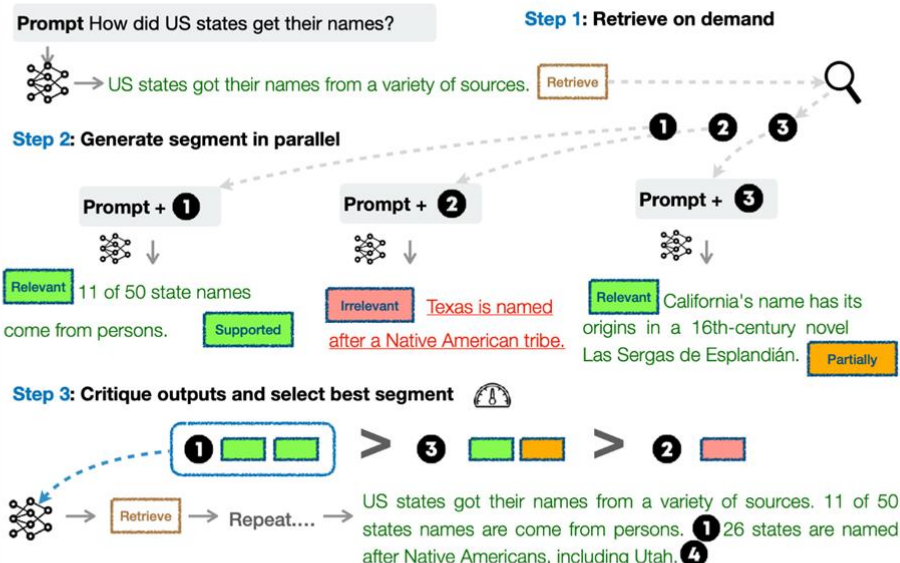 Prompt How did US states get their names?
Step 1: Retrieve on demand
US states got their names from a variety of sources. Retrieve
1 2 3
Step 2: Generate segment in parallel
Prompt + 1
Prompt + 2
Prompt + 3
Relevant 11 of 50 state names
come from persons. Supported
Irrelevant Texas is named
after a Native American tribe.
Relevant California's name has its
origins in a 16th-century novel
Las Sergas de Esplandián. Partially
Step 3: Critique outputs and select best segment
1 > 3 > 2
Retrieve Repeat....
US states got their names from a variety of sources. 11 of 50
states names are come from persons. 1 26 states are named
after Native Americans, including Utah. 4